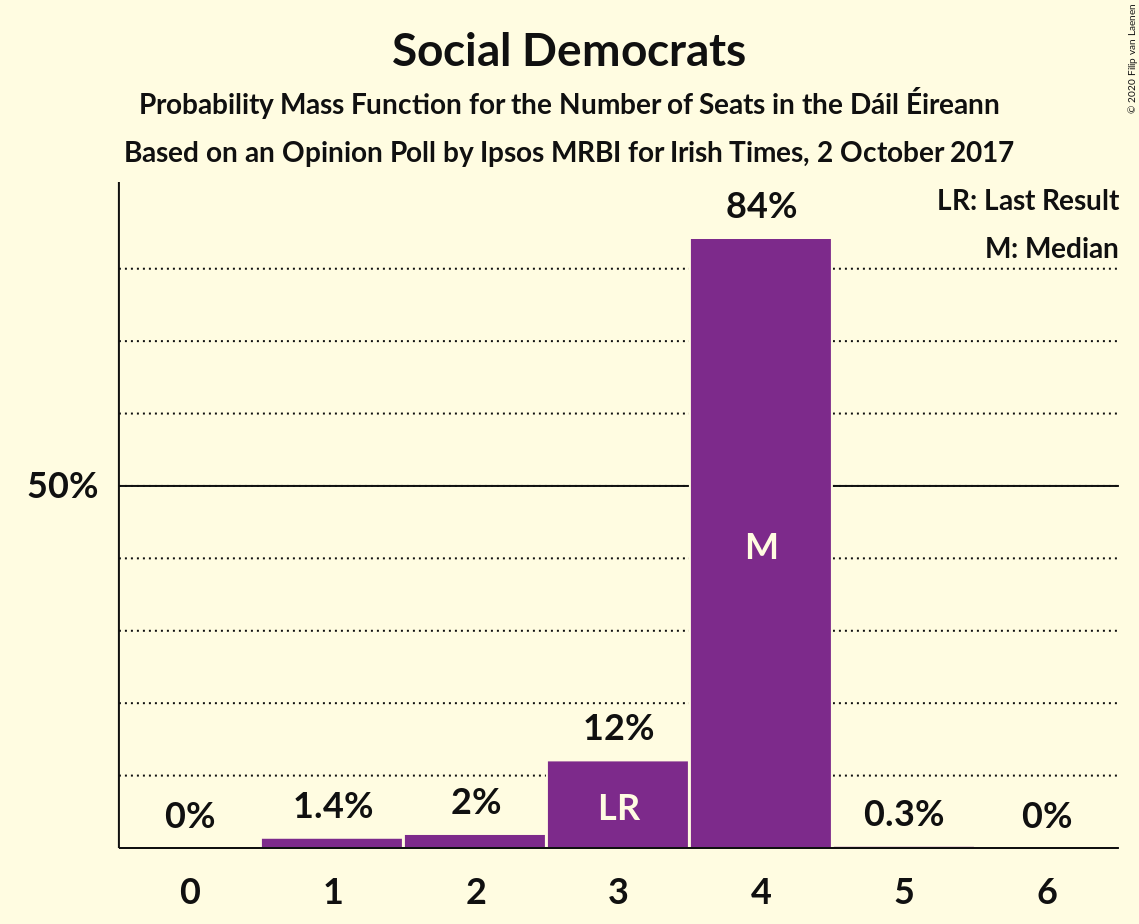 Social Democrats
Probability Mass Function for the Number of Seats in the Dáil Éireann
Based on an Opinion Poll by Ipsos MRBI for Irish Times, 2 October 2017
© 2020 Filip van Laenen
LR: Last Result
M: Median
50%
0%
1.4%
2%
12%
84%
0.3%
0%
LR
M
0 1 2 3 4 5 6